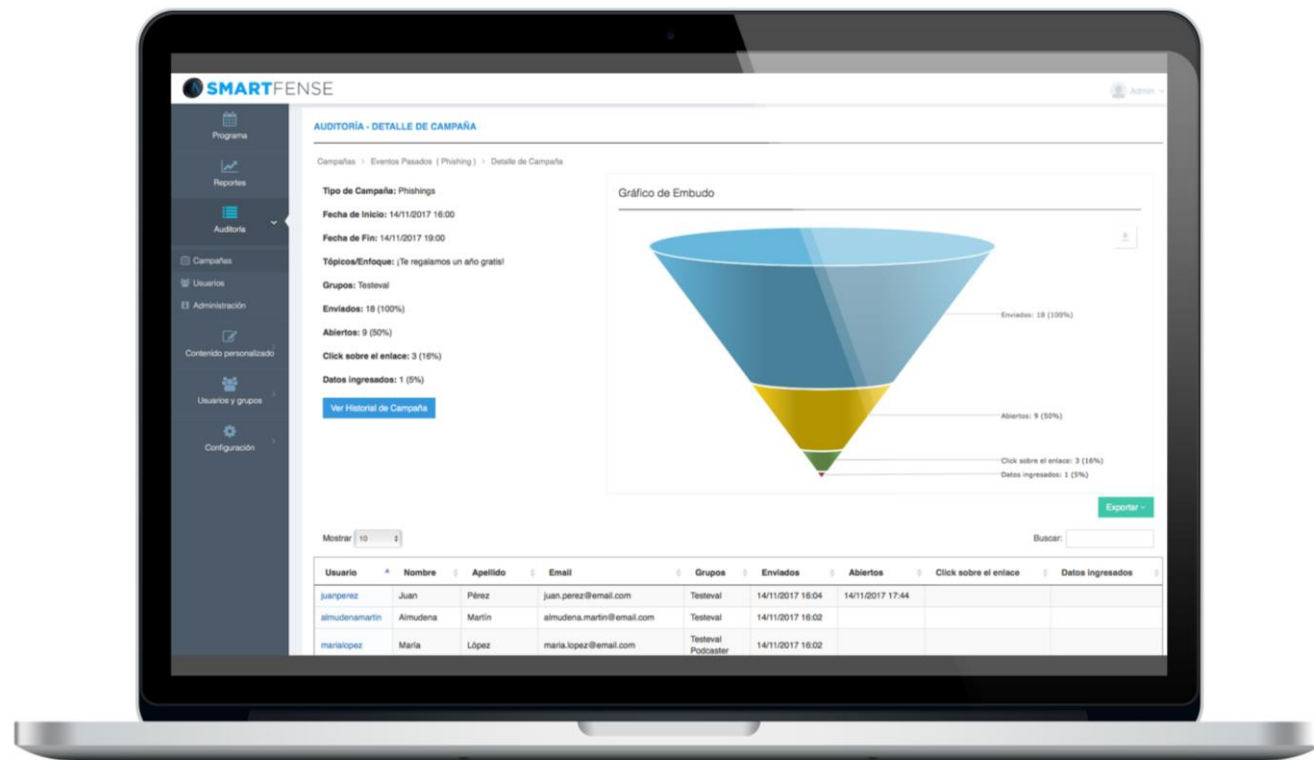 SMARTFENSE
Admin
Programa
Reportes
Auditoría
Campañas
Usuarios
Administración
Contenido personalizado
Usuarios y grupos
Configuración
AUDITORÍA - DETALLE DE CAMPAÑA
Campañas > Eventos Pasados ( Phishing ) > Detalle de Campaña
Tipo de Campaña: Phishings
Fecha de Inicio: 14/11/2017 16:00
Fecha de Fin: 14/11/2017 19:00
Tópicos/Enfoque: ¡Te regalamos un año gratis!
Grupos: Testeval
Enviados: 18 (100%)
Abiertos: 9 (50%)
Click sobre el enlace: 3 (16%)
Datos ingresados: 1 (5%)
Ver Historial de Campaña
Gráfico de Embudo
Enviados: 18 (100%)
Abiertos: 9 (50%)
Click sobre el enlace: 3 (16%)
Datos ingresados: 1 (5%)
Exportar
Mostrar 10
Buscar:
Usuario Nombre Apellido Email Grupos Enviados Abiertos Click sobre el enlace Datos ingresados
juanperez Juan Pérez juan.perez@email.com Testeval 14/11/2017 16:04 14/11/2017 17:44
almudenamartin Almudena Martín almudena.martin@email.com Testeval 14/11/2017 16:02
marialopez María López maria.lopez@email.com Testeval Podcaster 14/11/2017 16:02